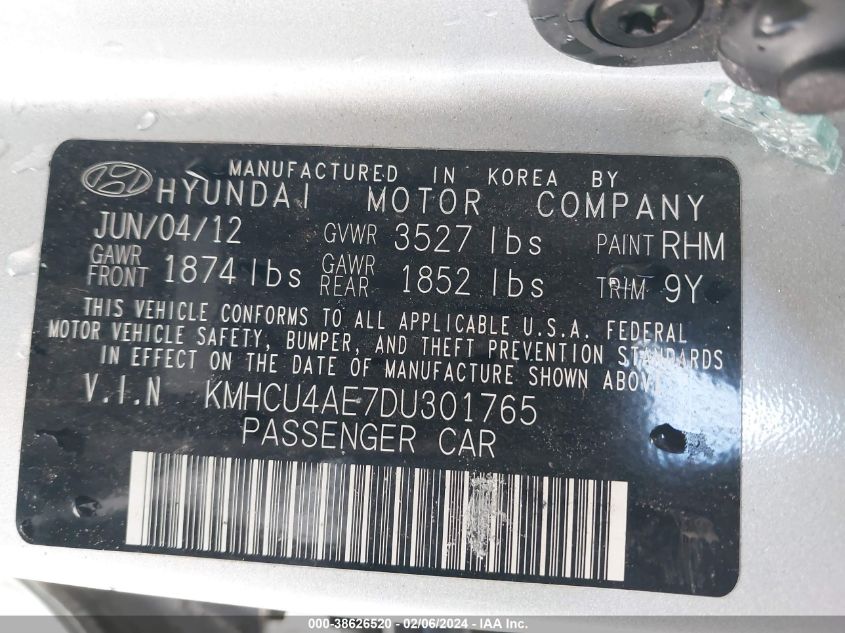 MANUFACTURED IN KOREA BY
HYUNDAI MOTOR COMPANY
JUN/04/12 GVWR 3527 lbs PAINT RHM
GAWR FRONT 1874 lbs GAWR REAR 1852 lbs TRIM 9Y
THIS VEHICLE CONFORMS TO ALL APPLICABLE U.S.A. FEDERAL
MOTOR VEHICLE SAFETY, BUMPER, AND THEFT PREVENTION STANDARDS
IN EFFECT ON THE DATE OF MANUFACTURE SHOWN ABOVE.
V.I.N KMHCU4AE7DU301765
PASSENGER CAR
000-38626520 - 02/06/2024 - IAA Inc.